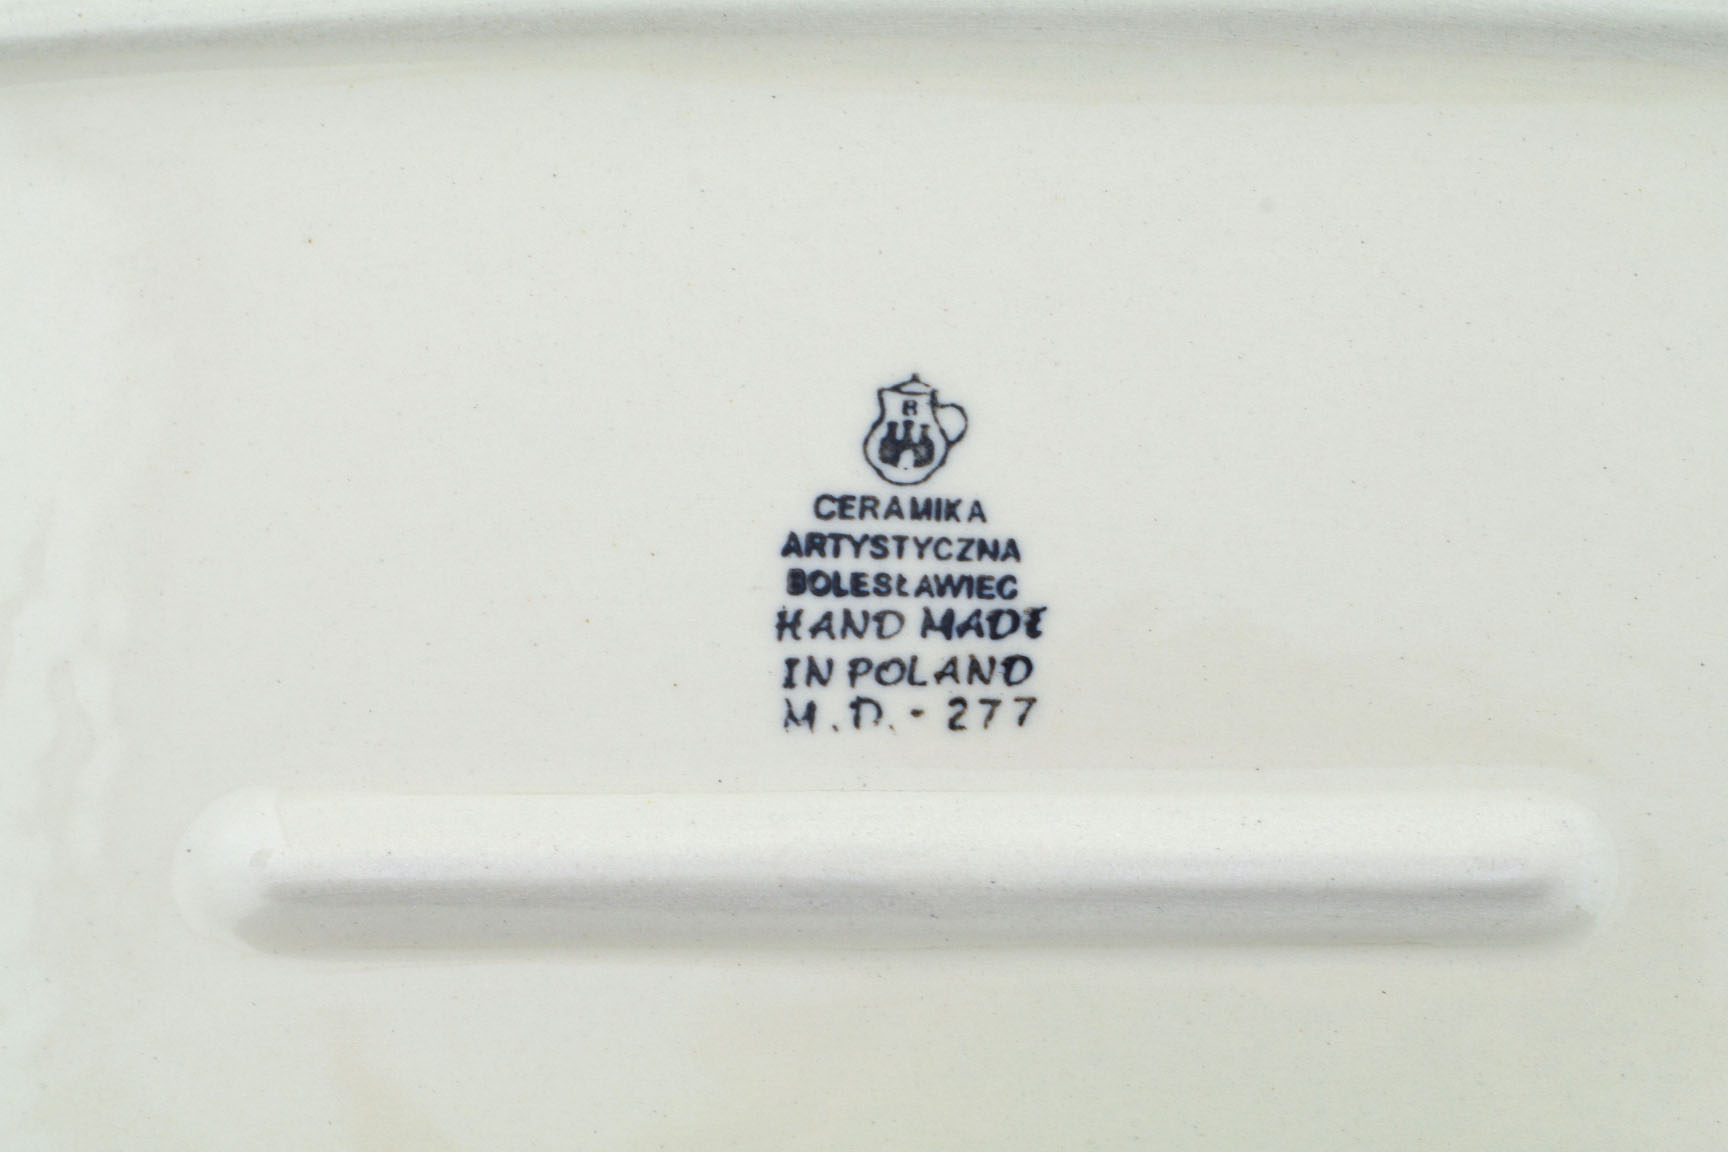 B
CERAMIKA
ARTYSTYCZNA
BOLESŁAWIEC
HAND MADE
IN POLAND
M.D.-277